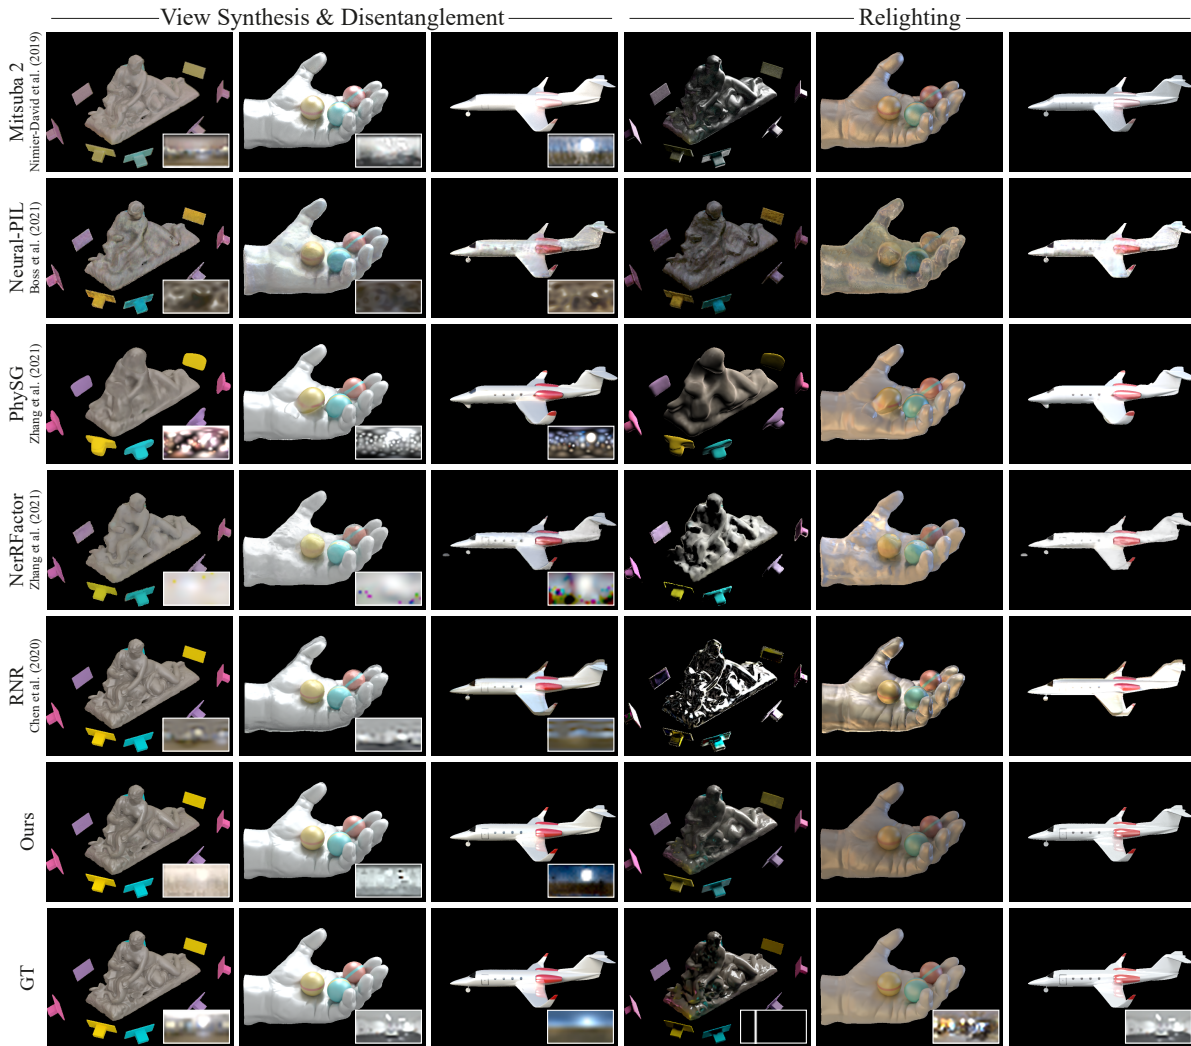 View Synthesis & Disentanglement
Relighting
Mitsuba 2
Nimier-David et al. (2019)
Neural-PIL
Boss et al. (2021)
PhySG
Zhang et al. (2021)
NerRFactor
Zhang et al. (2021)
RNR
Chen et al. (2020)
Ours
GT